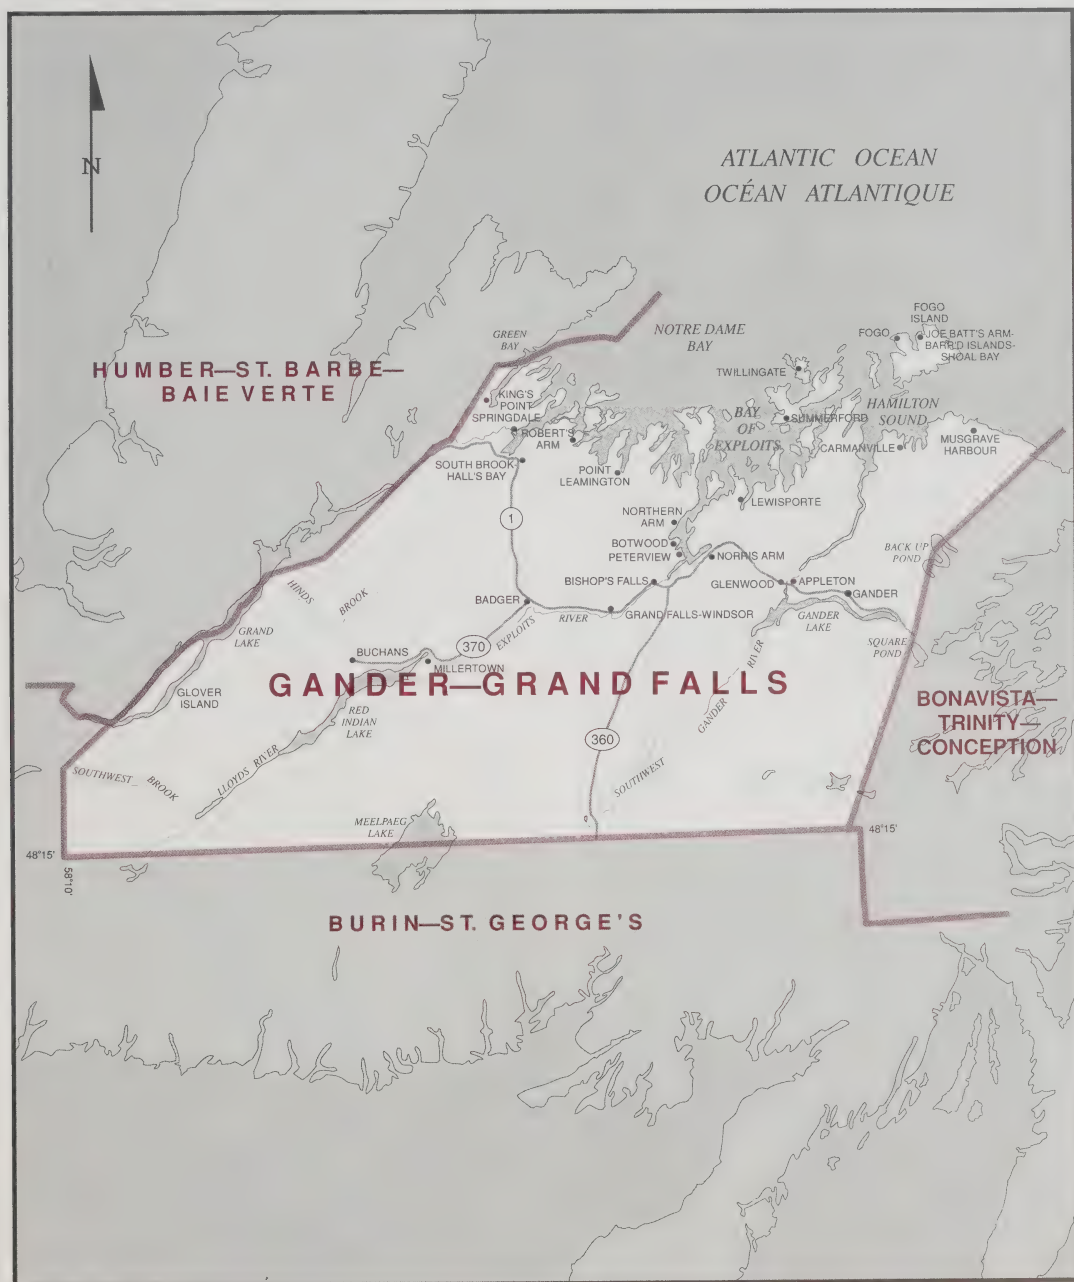 N
ATLANTIC OCEAN
OCÉAN ATLANTIQUE
HUMBER—ST. BARBE—
BAIE VERTE
GREEN
BAY
NOTRE DAME
BAY
FOGO
ISLAND
FOGO
JOE BATT'S ARM-
BARR'D ISLANDS-
SHOAL BAY
TWILLINGATE
KING'S
POINT
SPRINGDALE
ROBERT'S
ARM
BAY
OF
EXPLOITS
SUMMERFORD
HAMILTON
SOUND
CARMANVILLE
MUSGRAVE
HARBOUR
SOUTH BROOK
HALL'S BAY
POINT
LEAMINGTON
LEWISPORTE
1
NORTHERN
ARM
BOTWOOD
PETERVIEW
NORRIS ARM
BACK UP
POND
BISHOP'S FALLS
GLENWOOD
APPLETON
GANDER
HINDS
BROOK
BADGER
EXPLOITS
RIVER
GRAND FALLS-WINDSOR
GANDER
LAKE
SQUARE
POND
GRAND
LAKE
370
BUCHANS
MILLERTOWN
GANDER—GRAND FALLS
GLOVER
ISLAND
RED
INDIAN
LAKE
GANDER
RIVER
BONAVISTA—
TRINITY—
CONCEPTION
360
SOUTHWEST
BROOK
LLOYDS RIVER
SOUTHWEST
MEELPAEG
LAKE
48°15'
48°15'
58°10'
BURIN—ST. GEORGE'S